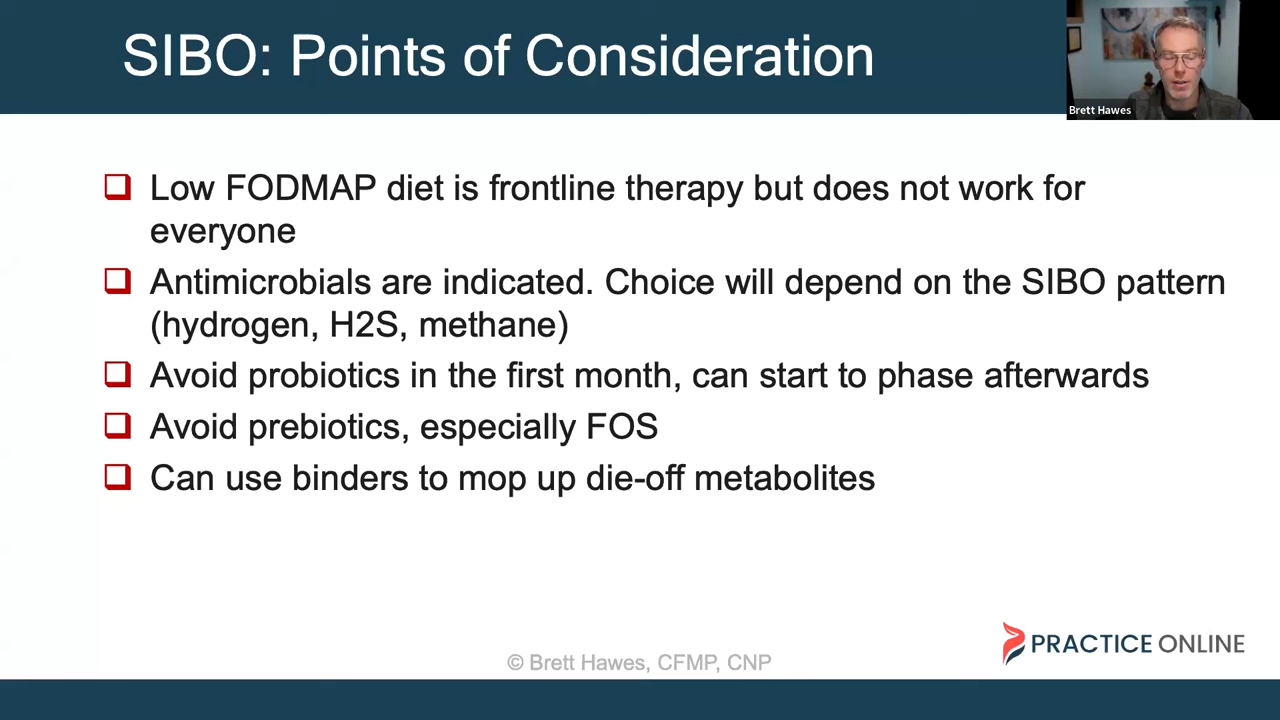 SIBO: Points of Consideration
Brett Hawes
Low FODMAP diet is frontline therapy but does not work for
everyone
Antimicrobials are indicated. Choice will depend on the SIBO pattern
(hydrogen, H2S, methane)
Avoid probiotics in the first month, can start to phase afterwards
Avoid prebiotics, especially FOS
Can use binders to mop up die-off metabolites
PRACTICE ONLINE
© Brett Hawes, CFMP, CNP